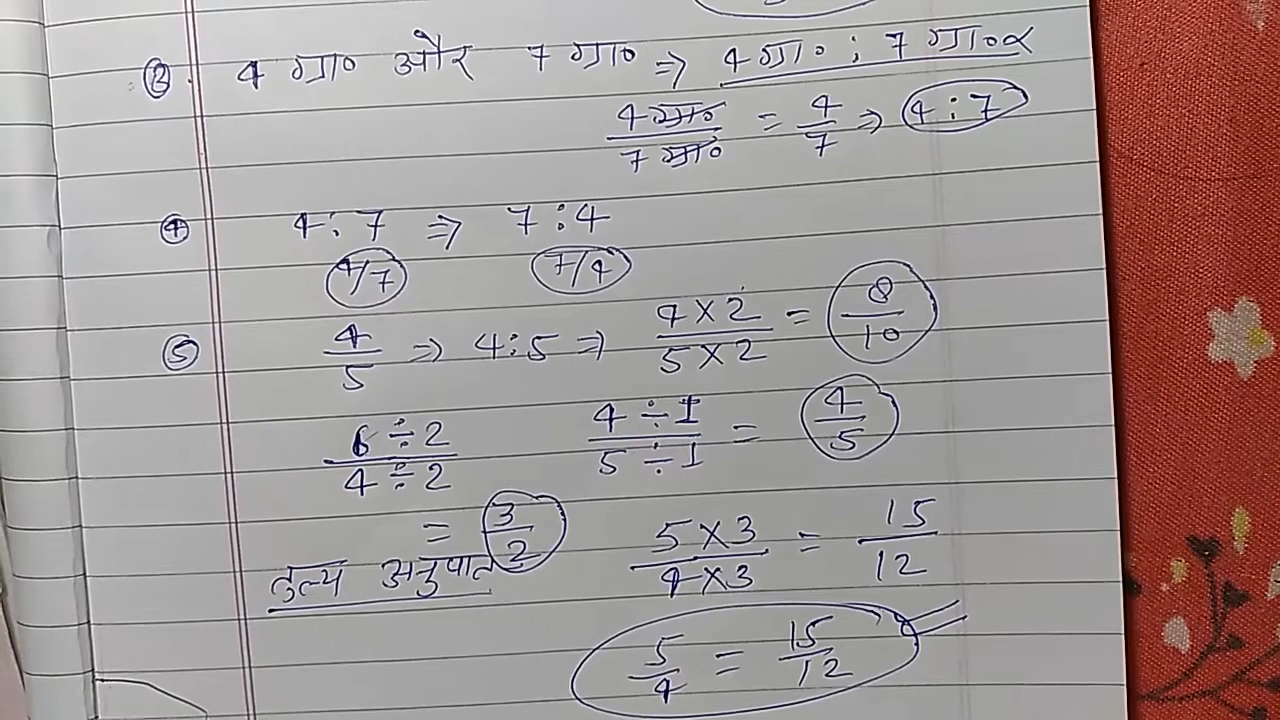 ③. 4 ग्रा० और 7 ग्रा० ⇒ 4 ग्रा० : 7 ग्रा०
4 ग्रा०/7 ग्रा० = 4/7 ⇒ 4:7
④ 4:7 ⇒ 7:4
4/7 7/4
⑤ 4/5 ⇒ 4:5 ⇒ 4×2/5×2 = 8/10
6÷2/4÷2 4÷1/5÷1 = 4/5
= 3/2 5×3/4×3 = 15/12
तुल्य अनुपात
5/4 = 15/12